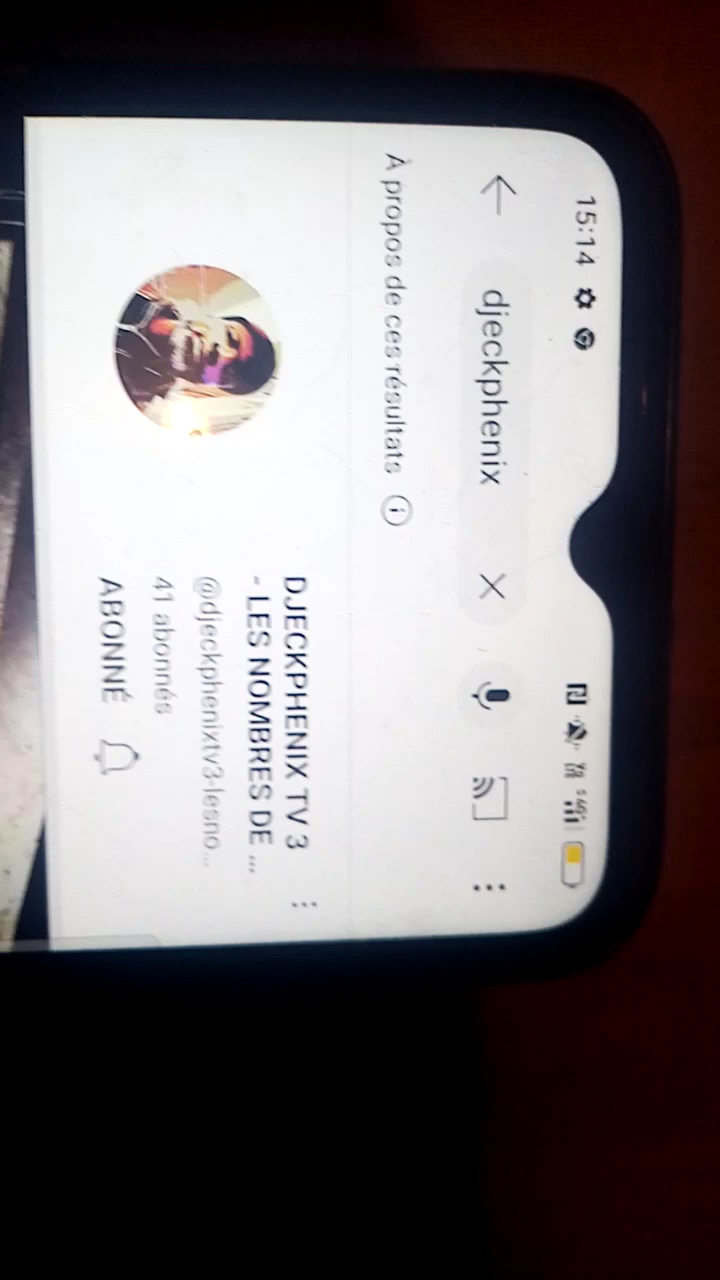 15:14
djeckphenix
À propos de ces résultats
DJECKPHENIX TV 3
- LES NOMBRES DE ...
@djeckphenixtv3-lesno...
41 abonnés
ABONNÉ